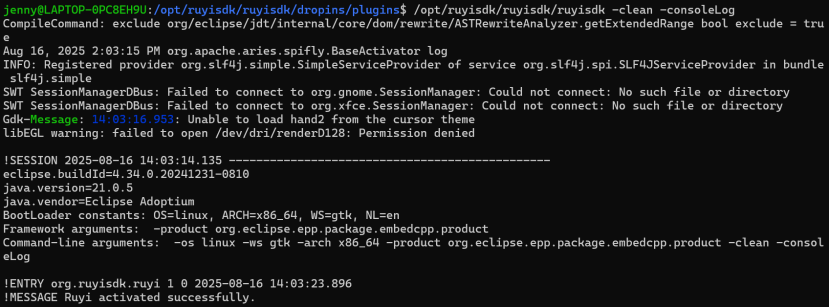 jenny@LAPTOP-0PC8EH9U:/opt/ruyisdk/ruyisdk/dropins/plugins$ /opt/ruyisdk/ruyisdk/ruyisdk -clean -consoleLog
CompileCommand: exclude org/eclipse/jdt/internal/core/dom/rewrite/ASTRewriteAnalyzer.getExtendedRange bool exclude = tru
e
Aug 16, 2025 2:03:15 PM org.apache.aries.spifly.BaseActivator log
INFO: Registered provider org.slf4j.simple.SimpleServiceProvider of service org.slf4j.spi.SLF4JServiceProvider in bundle
 slf4j.simple
SWT SessionManagerDBus: Failed to connect to org.gnome.SessionManager: Could not connect: No such file or directory
SWT SessionManagerDBus: Failed to connect to org.xfce.SessionManager: Could not connect: No such file or directory
Gdk-Message: 14:03:16.953: Unable to load hand2 from the cursor theme
libEGL warning: failed to open /dev/dri/renderD128: Permission denied

!SESSION 2025-08-16 14:03:14.135 -----------------------------------------------
eclipse.buildId=4.34.0.20241231-0810
java.version=21.0.5
java.vendor=Eclipse Adoptium
BootLoader constants: OS=linux, ARCH=x86_64, WS=gtk, NL=en
Framework arguments:  -product org.eclipse.epp.package.embedcpp.product
Command-line arguments:  -os linux -ws gtk -arch x86_64 -product org.eclipse.epp.package.embedcpp.product -clean -consol
eLog

!ENTRY org.ruyisdk.ruyi 1 0 2025-08-16 14:03:23.896
!MESSAGE Ruyi activated successfully.